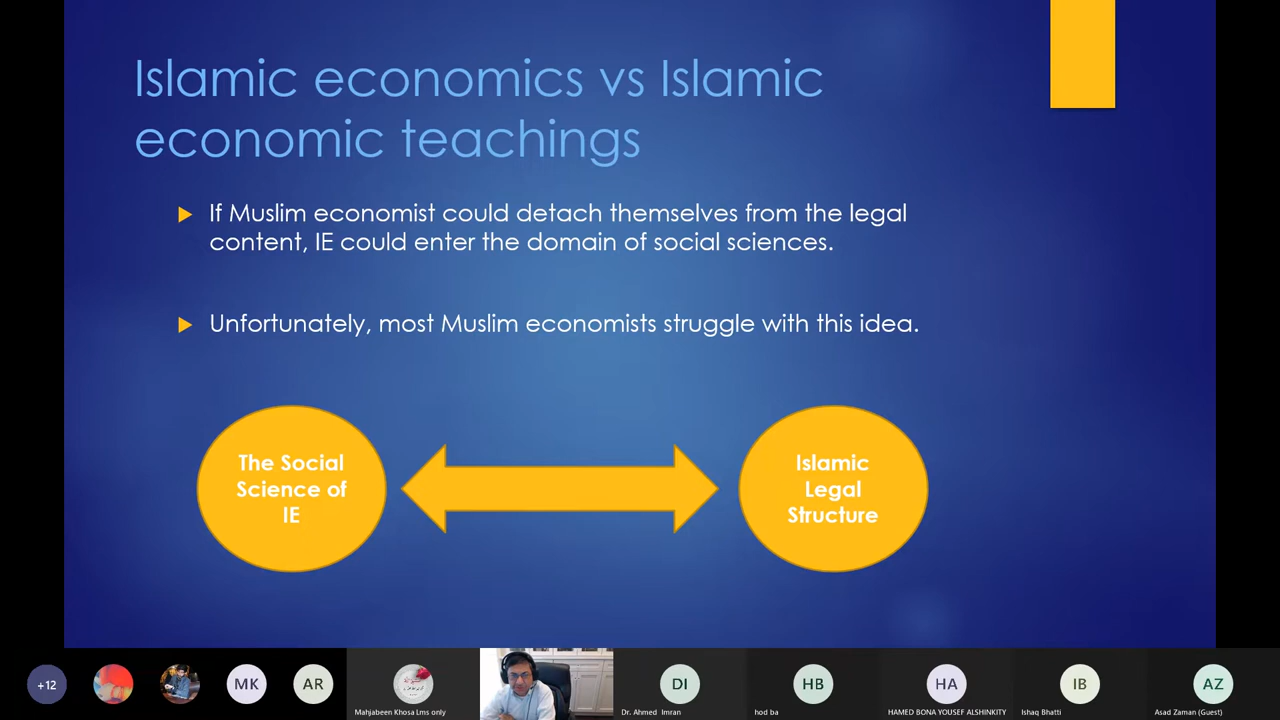 Islamic economics vs Islamic
economic teachings
If Muslim economist could detach themselves from the legal
content, IE could enter the domain of social sciences.
Unfortunately, most Muslim economists struggle with this idea.
The Social
Science of
IE
Islamic
Legal
Structure
+12
MK
AR
Mahjabeen Khosa Lms only
DI
Dr. Ahmed Imran
HB
hod ba
HA
HAMED BONA YOUSEF ALSHINKITY
IB
Ishaq Bhatti
AZ
Asad Zaman (Guest)